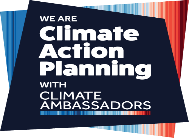 WE ARE
Climate
Action
Planning
WITH
CLIMATE
AMBASSADORS